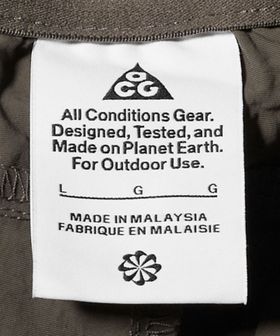 aCG
All Conditions Gear.
Designed, Tested, and
Made on Planet Earth.
For Outdoor Use.
L G G
MADE IN MALAYSIA
FABRIQUE EN MALAISIE